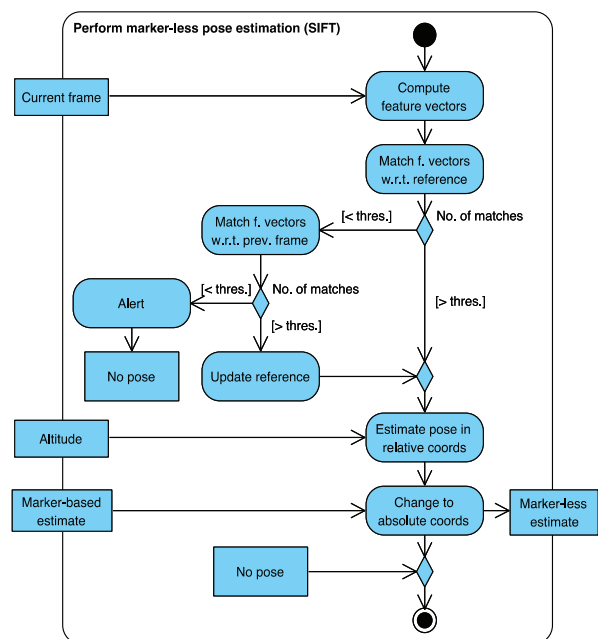 Perform marker-less pose estimation (SIFT)
Current frame
Compute
feature vectors
Match f. vectors
w.r.t. reference
[< thres.]
No. of matches
Match f. vectors
w.r.t. prev. frame
[< thres.]
No. of matches
[> thres.]
Alert
[> thres.]
No pose
Update reference
Altitude
Estimate pose in
relative coords
Marker-based
estimate
Change to
absolute coords
Marker-less
estimate
No pose